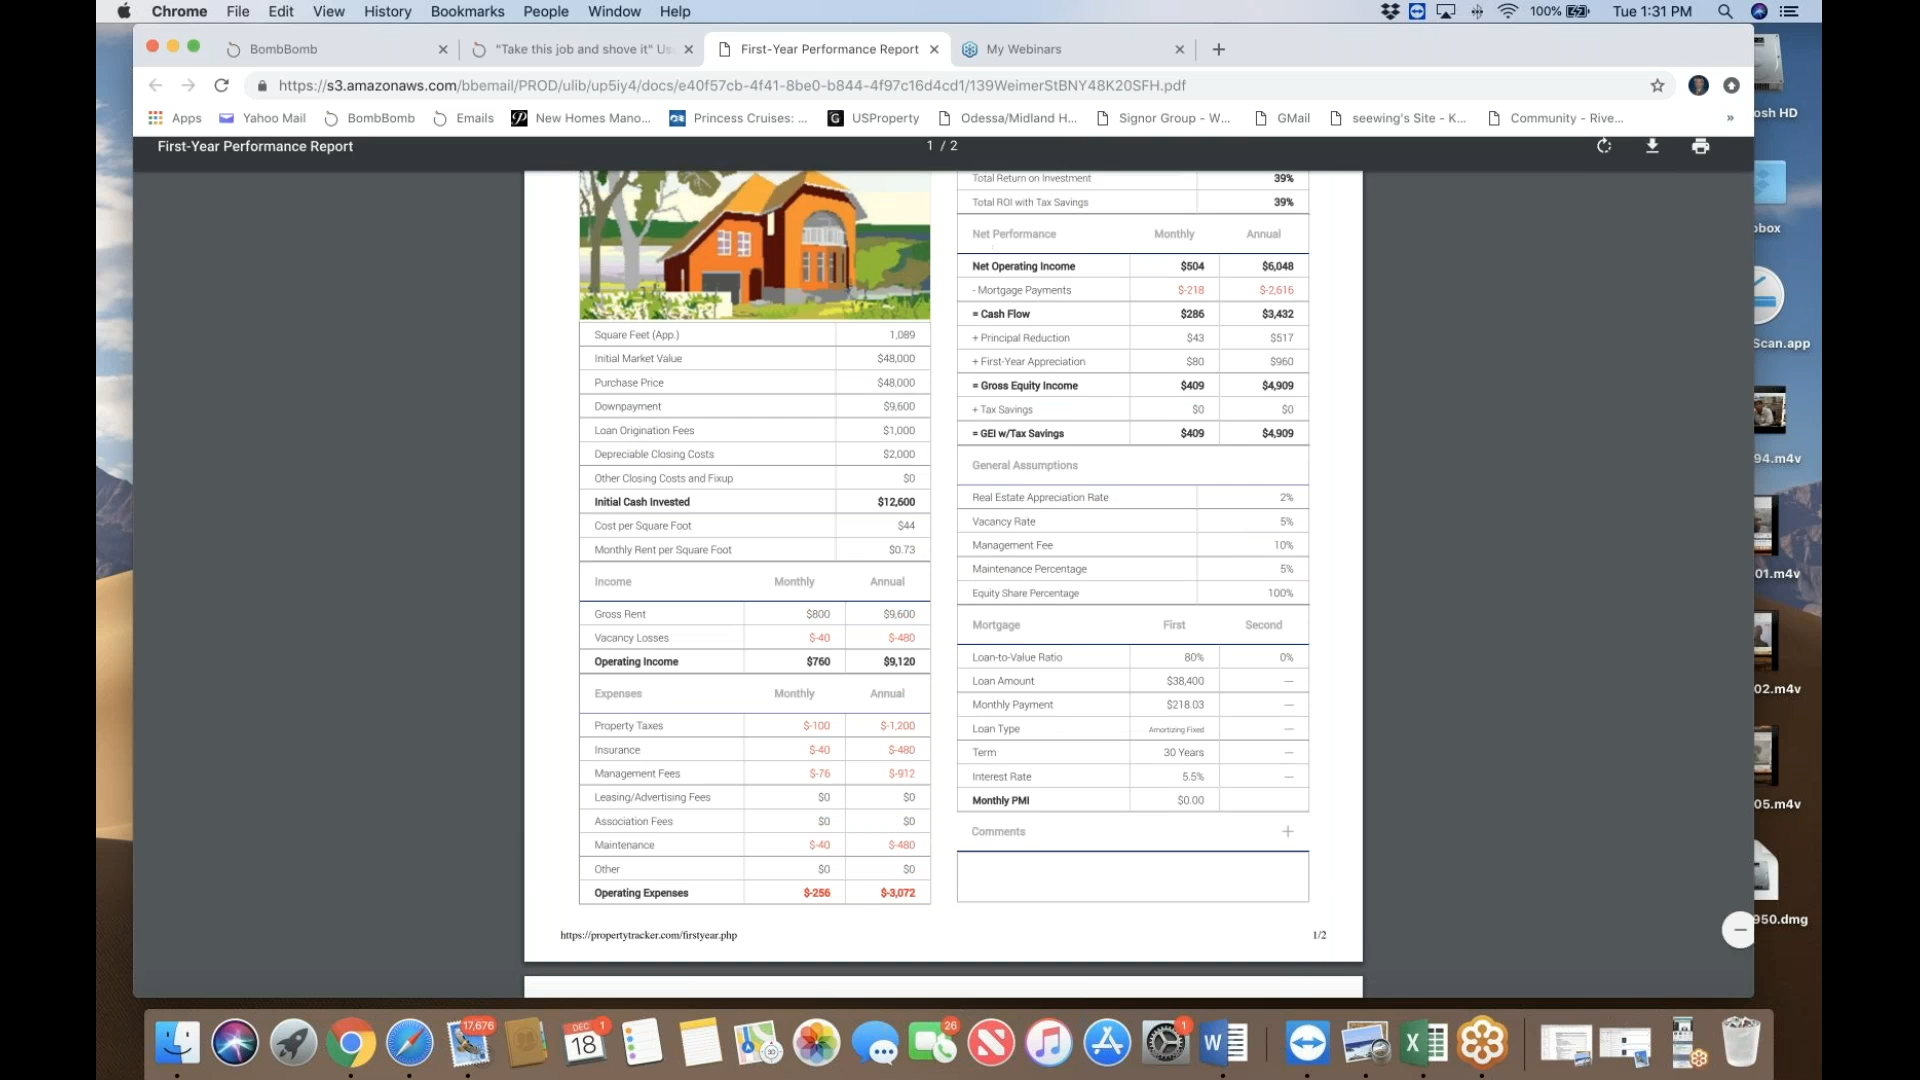 Chrome File Edit View History Bookmarks People Window Help 100% Tue 1:31 PM
BombBomb "Take this job and shove it" Us First-Year Performance Report My Webinars
https://s3.amazonaws.com/bbemail/PROD/ulib/up5iy4/docs/e40f57cb-4f41-8be0-b844-4f97c16d4cd1/139WeimerStBNY48K20SFH.pdf
Apps Yahoo Mail BombBomb Emails New Homes Mano... Princess Cruises: ... USProperty Odessa/Midland H... Signor Group - W... GMail seewing's Site - K... Community - Rive... »
First-Year Performance Report 1 / 2
Square Feet (App.) 1,089
Initial Market Value $48,000
Purchase Price $48,000
Downpayment $9,600
Loan Origination Fees $1,000
Depreciable Closing Costs $2,000
Other Closing Costs and Fixup $0
Initial Cash Invested $12,600
Cost per Square Foot $44
Monthly Rent per Square Foot $0.73
Income Monthly Annual
Gross Rent $800 $9,600
Vacancy Losses $-40 $-480
Operating Income $760 $9,120
Expenses Monthly Annual
Property Taxes $-100 $-1,200
Insurance $-40 $-480
Management Fees $-76 $-912
Leasing/Advertising Fees $0 $0
Association Fees $0 $0
Maintenance $-40 $-480
Other $0 $0
Operating Expenses $-256 $-3,072
Total Return on Investment 39%
Total ROI with Tax Savings 39%
Net Performance Monthly Annual
Net Operating Income $504 $6,048
- Mortgage Payments $-218 $-2,616
= Cash Flow $286 $3,432
+ Principal Reduction $43 $517
+ First-Year Appreciation $80 $960
= Gross Equity Income $409 $4,909
+ Tax Savings $0 $0
= GEI w/Tax Savings $409 $4,909
General Assumptions
Real Estate Appreciation Rate 2%
Vacancy Rate 5%
Management Fee 10%
Maintenance Percentage 5%
Equity Share Percentage 100%
Mortgage First Second
Loan-to-Value Ratio 80% 0%
Loan Amount $38,400 —
Monthly Payment $218.03 —
Loan Type Amortizing Fixed —
Term 30 Years —
Interest Rate 5.5% —
Monthly PMI $0.00
Comments +
https://propertytracker.com/firstyear.php 1/2
osh HD
box
Scan.app
94.m4v
01.m4v
02.m4v
05.m4v
950.dmg
17,676 DEC 1 18 26 1